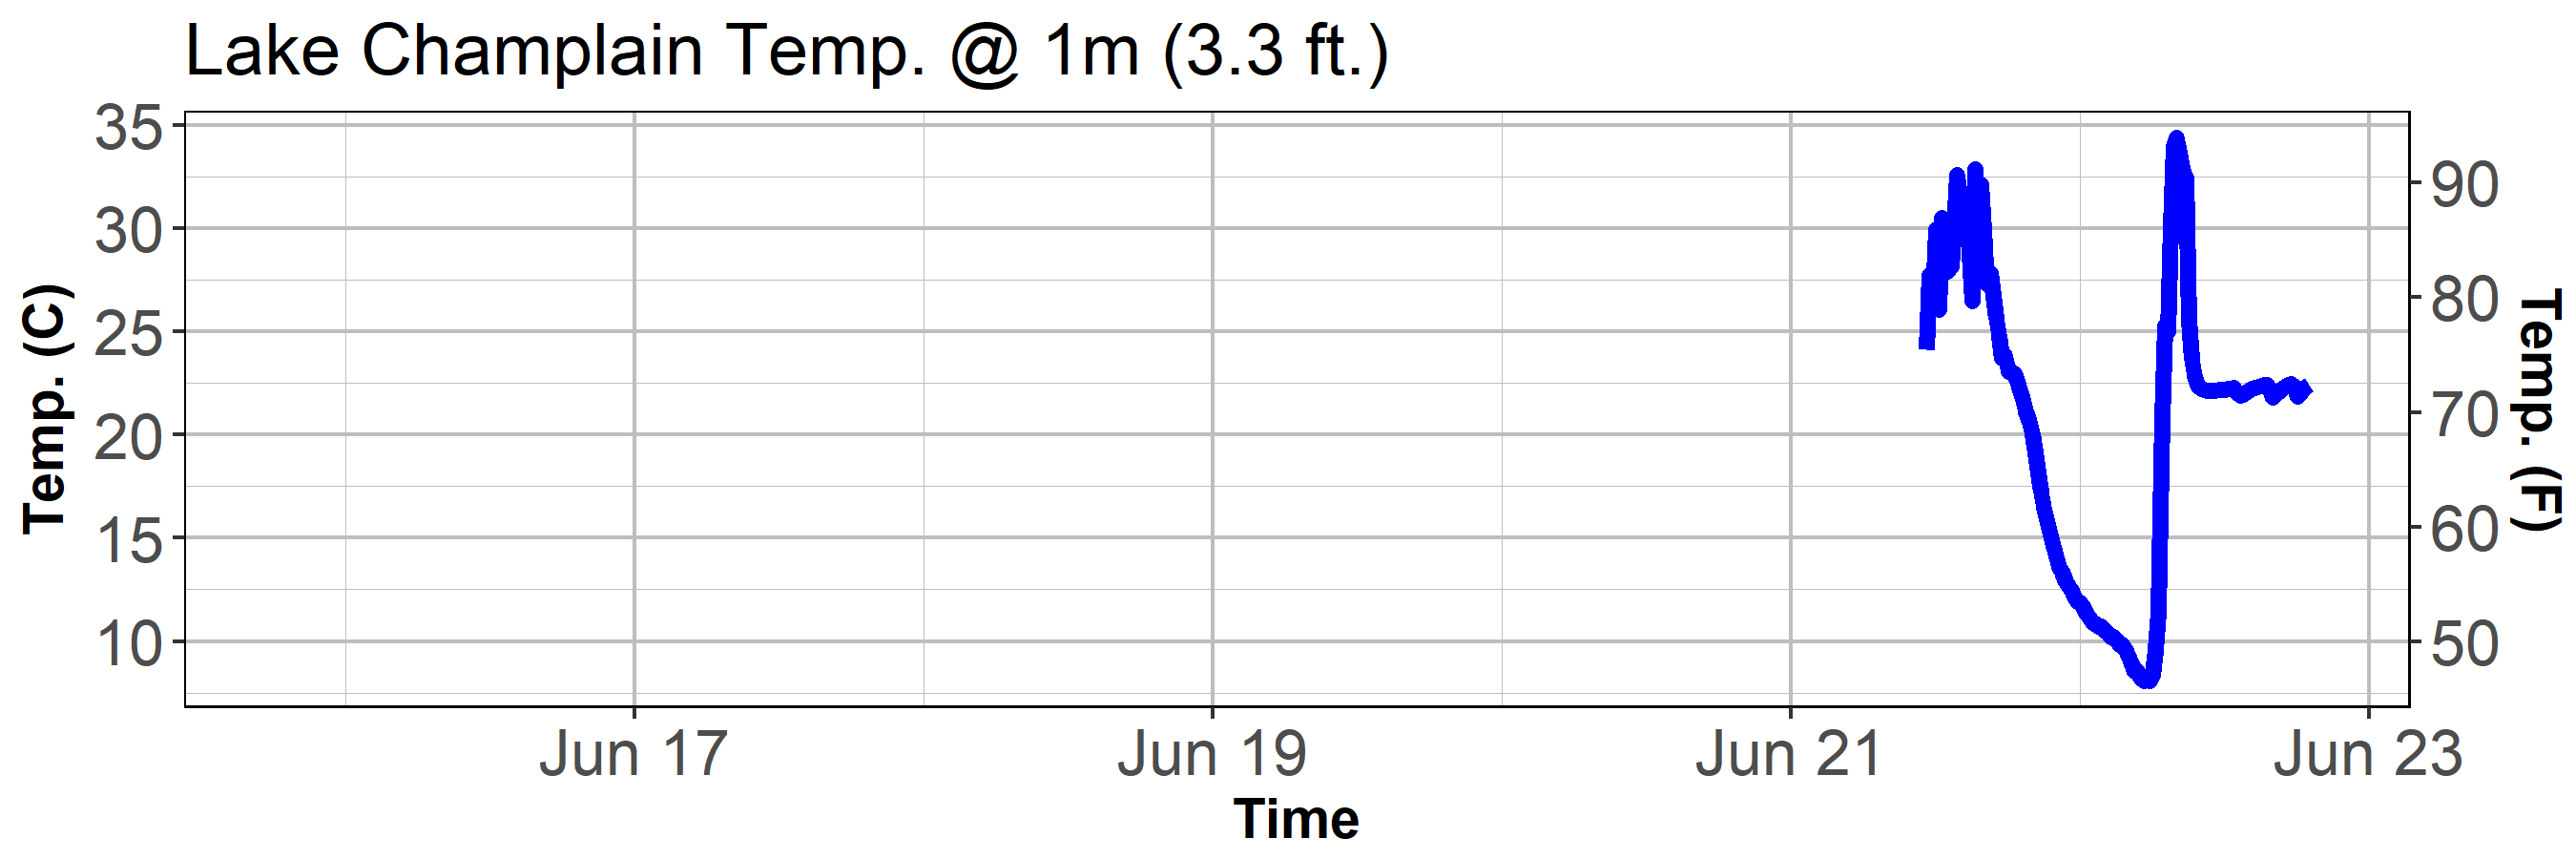 Lake Champlain Temp. @ 1m (3.3 ft.)
35
30
25
20
15
10
Temp. (C)
90
80
70
60
50
Temp. (F)
Jun 17 Jun 19 Jun 21 Jun 23
Time